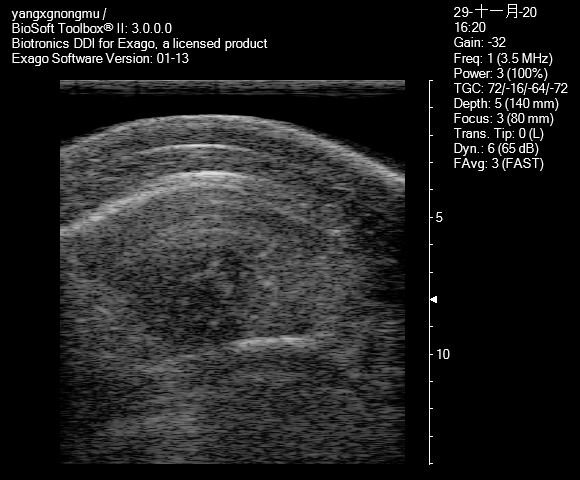 yangxgnongmu /
BioSoft Toolbox® II: 3.0.0.0
Biotronics DDI for Exago, a licensed product
Exago Software Version: 01-13
29-十一月-20
16:20
Gain: -32
Freq: 1 (3.5 MHz)
Power: 3 (100%)
TGC: 72/-16/-64/-72
Depth: 5 (140 mm)
Focus: 3 (80 mm)
Trans. Tip: 0 (L)
Dyn.: 6 (65 dB)
FAvg: 3 (FAST)
5
10